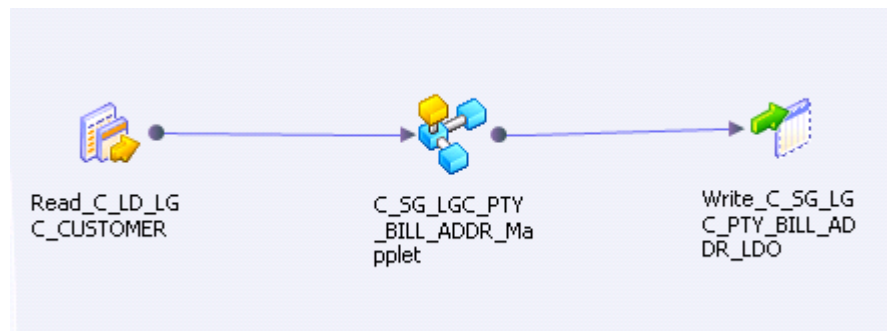 Read_C_LD_LG
C_CUSTOMER
C_SG_LGC_PTY
_BILL_ADDR_Ma
pplet
Write_C_SG_LG
C_PTY_BILL_AD
DR_LDO